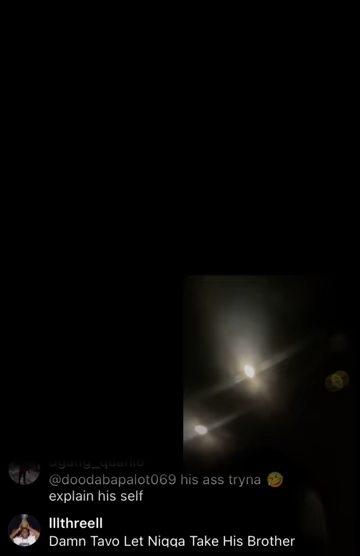 @doodabapalot069 his ass tryna 🤔
explain his self
lllthreell
Damn Tavo Let Nigga Take His Brother